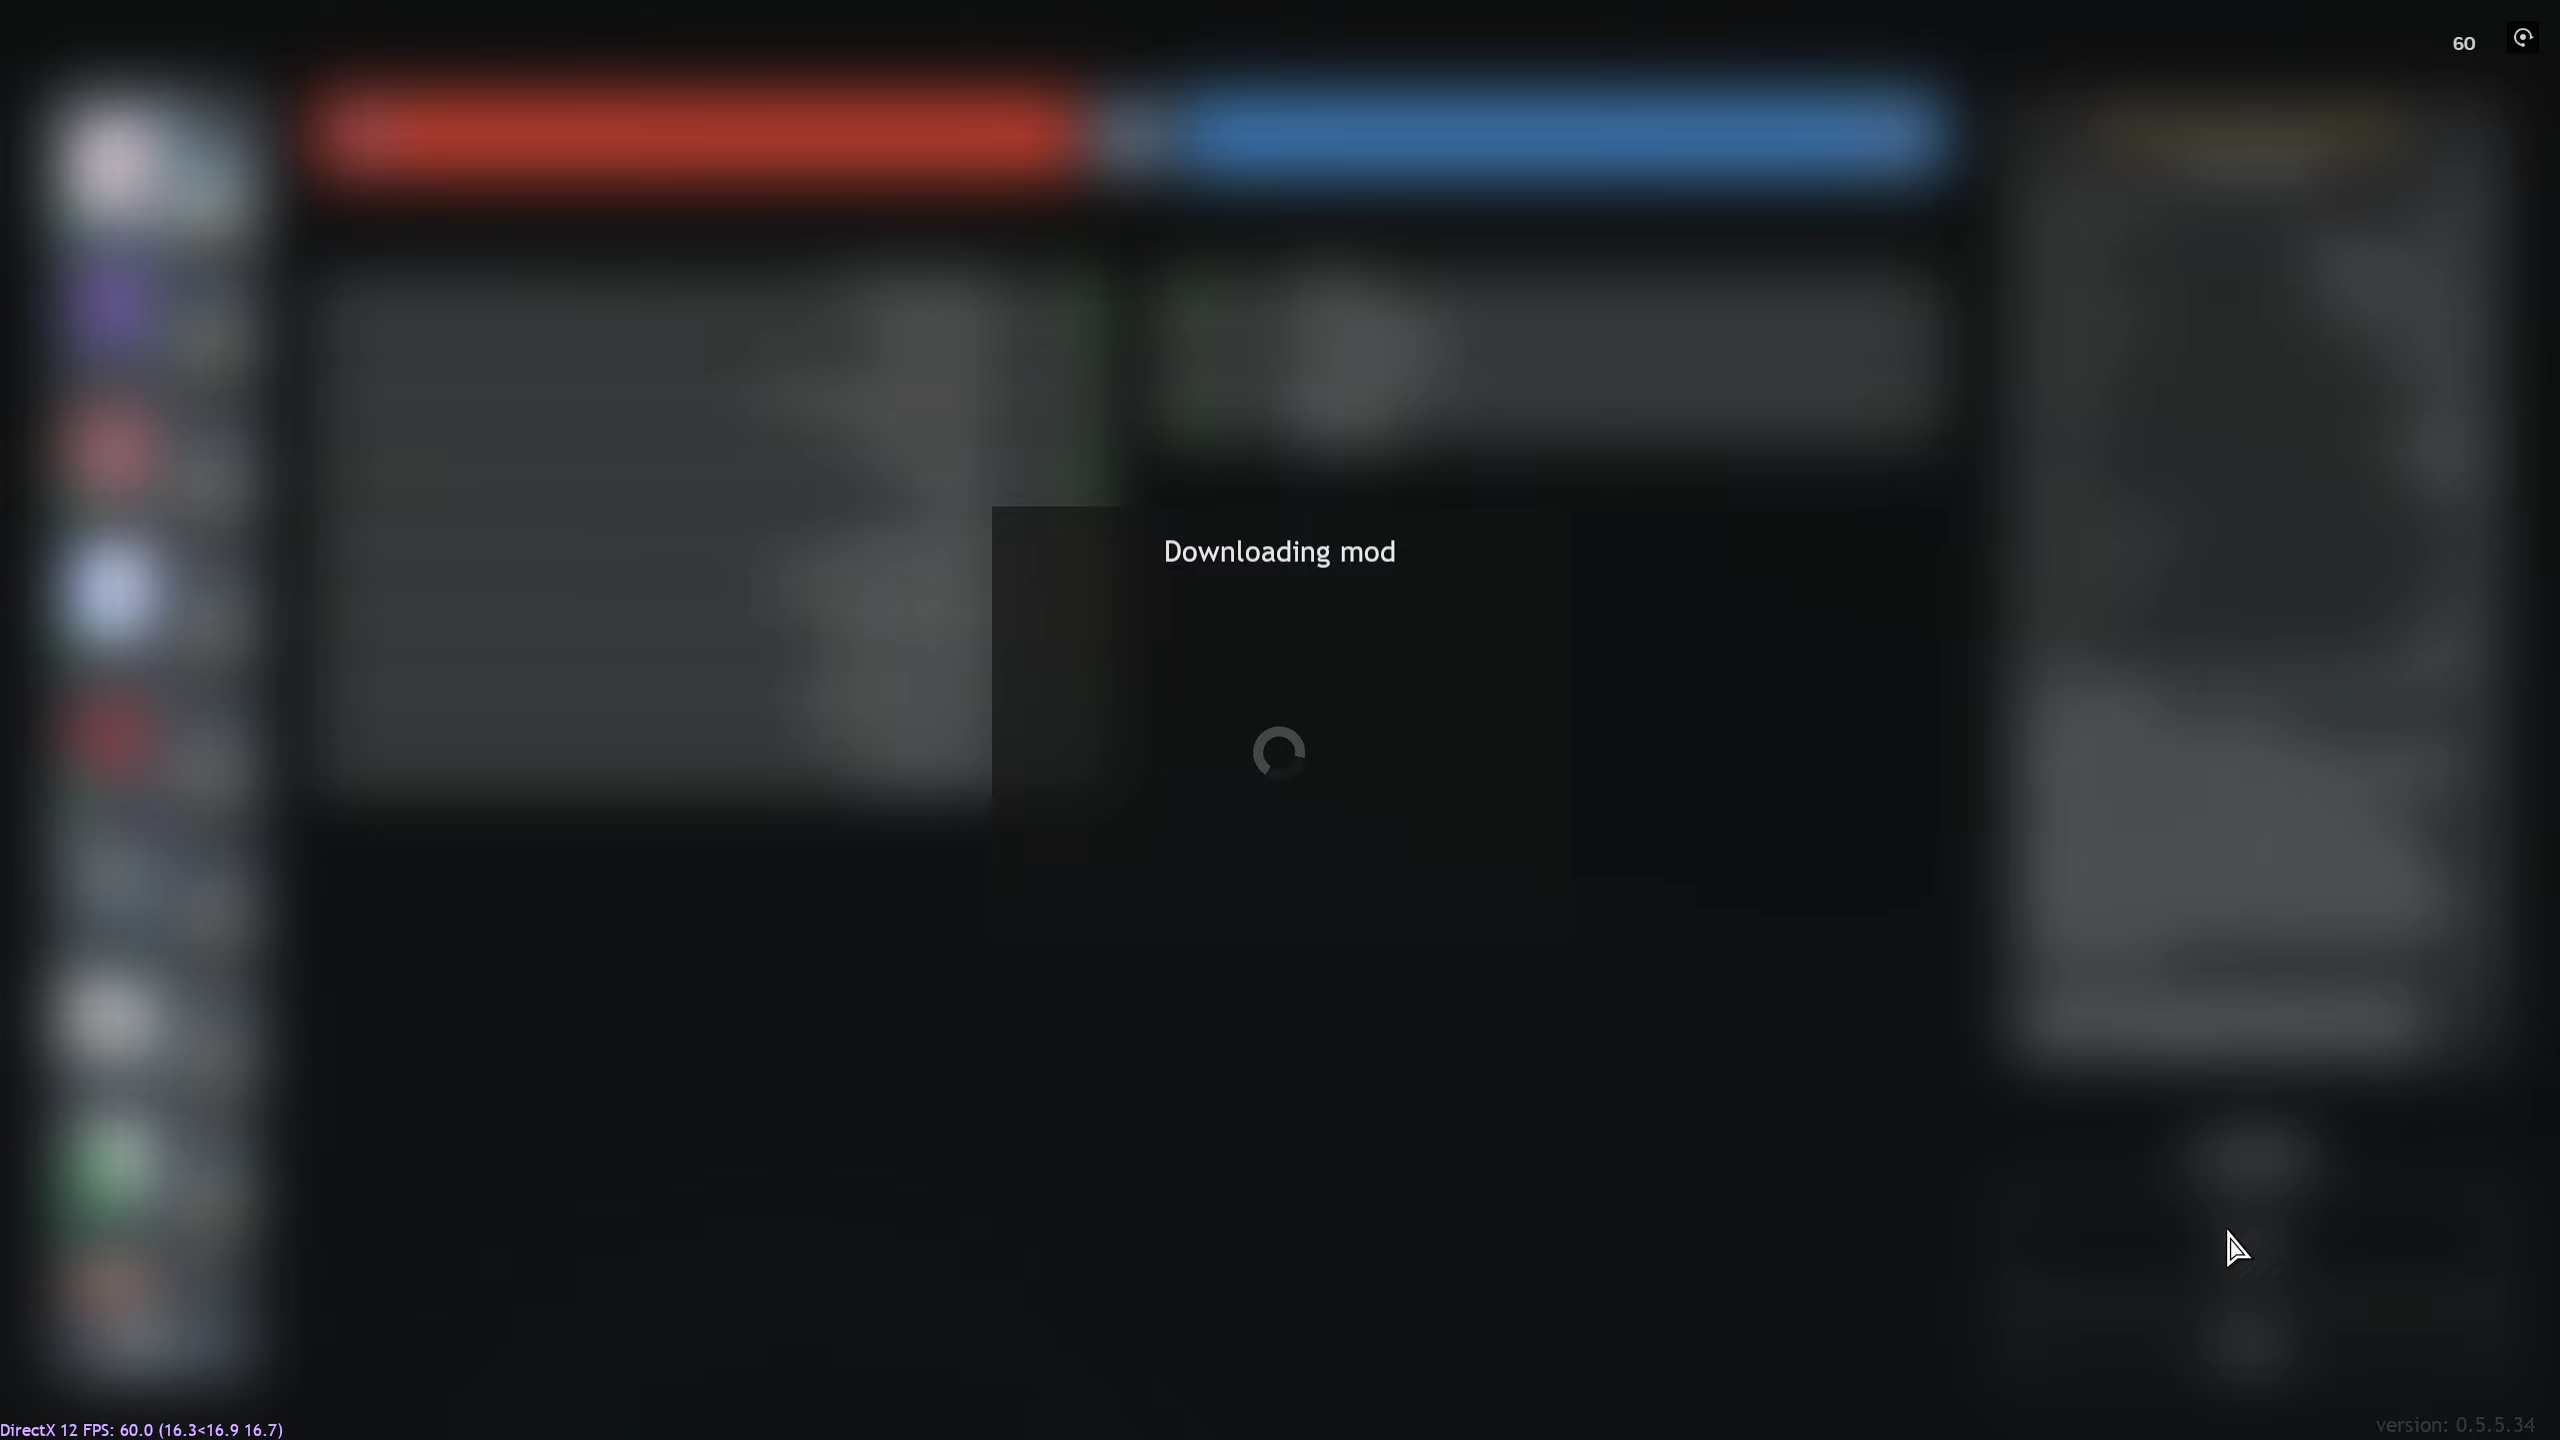 60
Downloading mod
DirectX 12 FPS: 60.0 (16.3<16.9 16.7)
version: 0.5.5.34